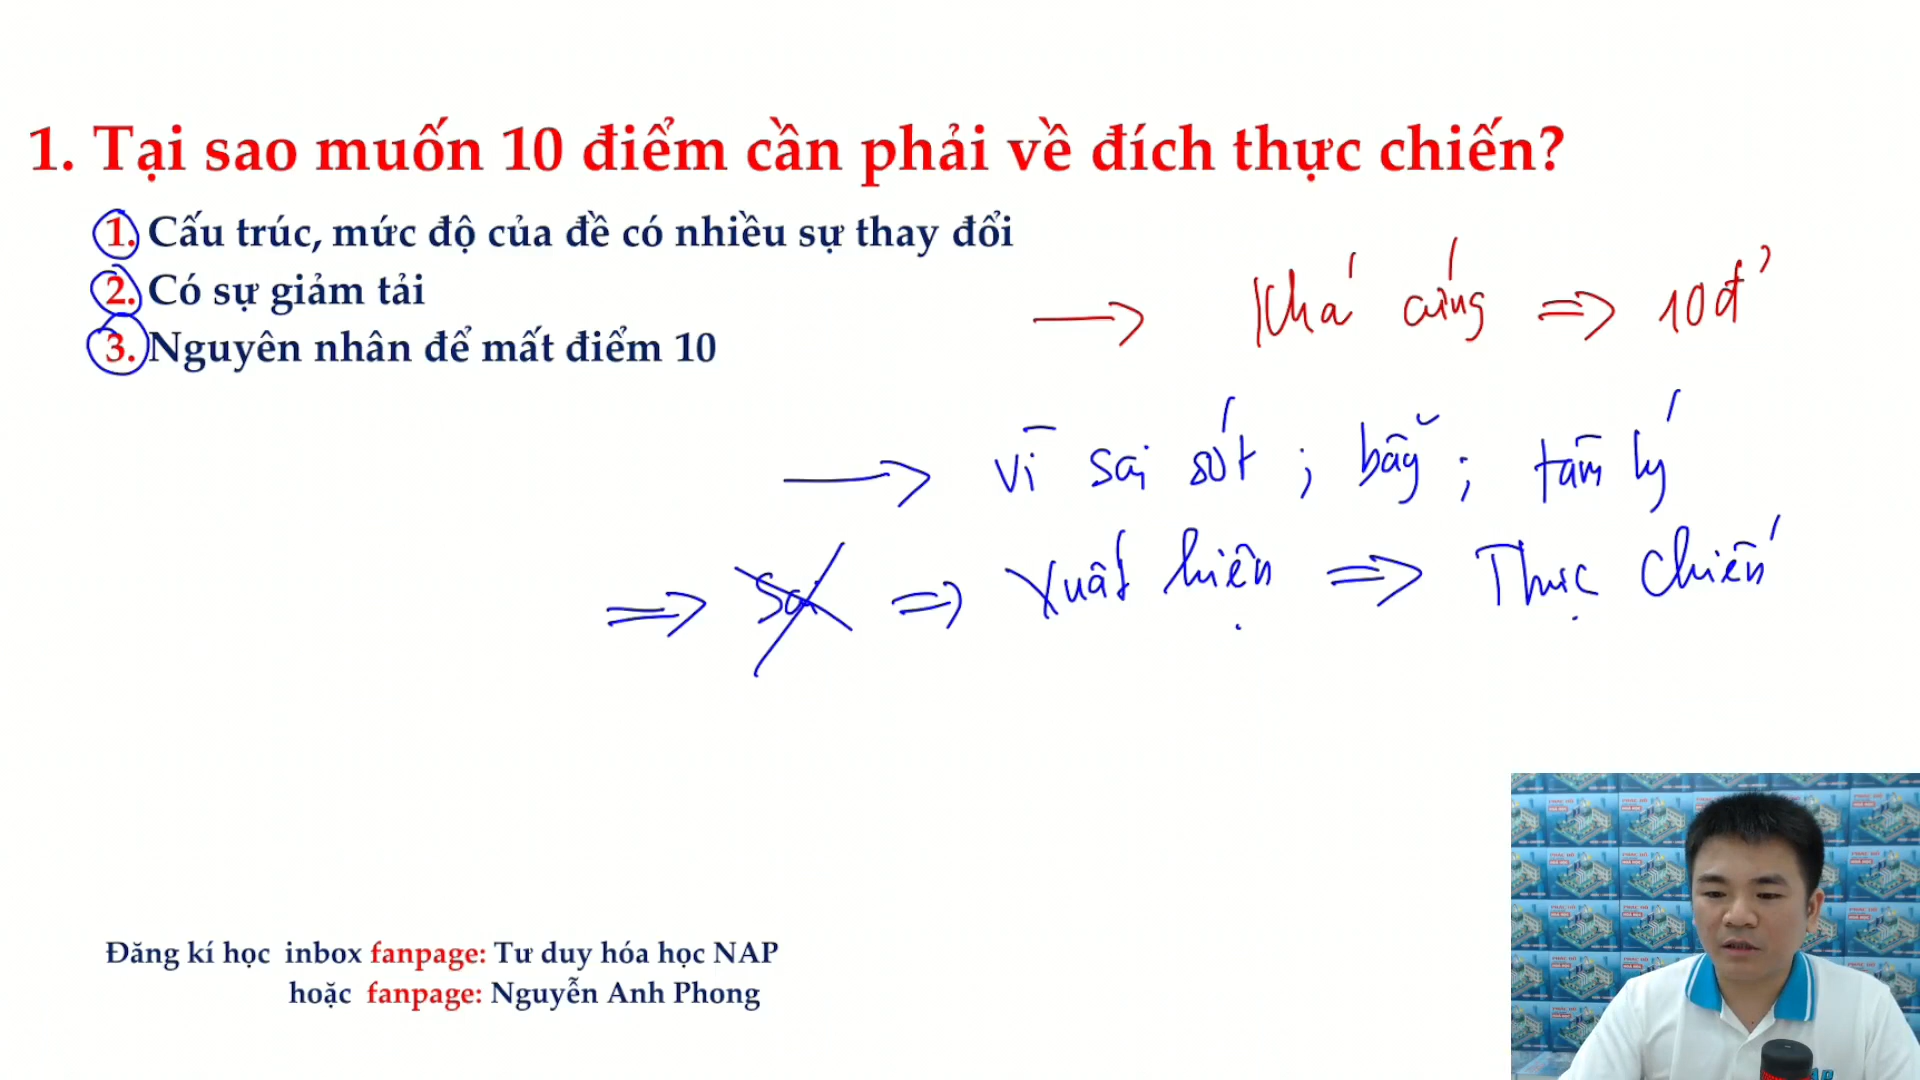 1. Tại sao muốn 10 điểm cần phải về đích thực chiến?
1. Cấu trúc, mức độ của đề có nhiều sự thay đổi
2. Có sự giảm tải
3. Nguyên nhân để mất điểm 10
→ Khá cứng ⇒ 10đ
→ vì sai sót ; bẫy ; tâm lý
⇒ Sai ⇒ Xuất hiện ⇒ Thực chiến
Đăng kí học inbox fanpage: Tư duy hóa học NAP
hoặc fanpage: Nguyễn Anh Phong